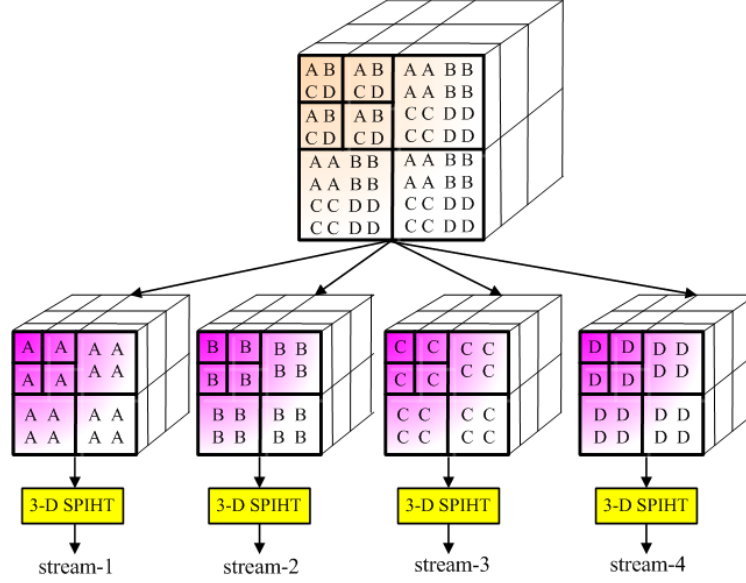 A B A B A A B B
C D C D A A B B
A B A B C C D D
C D C D C C D D
A A B B A A B B
A A B B A A B B
C C D D C C D D
C C D D C C D D
A A A A
A A A A
A A A A
A A A A
B B B B
B B B B
B B B B
B B B B
C C C C
C C C C
C C C C
C C C C
D D D D
D D D D
D D D D
D D D D
3-D SPIHT
3-D SPIHT
3-D SPIHT
3-D SPIHT
stream-1
stream-2
stream-3
stream-4